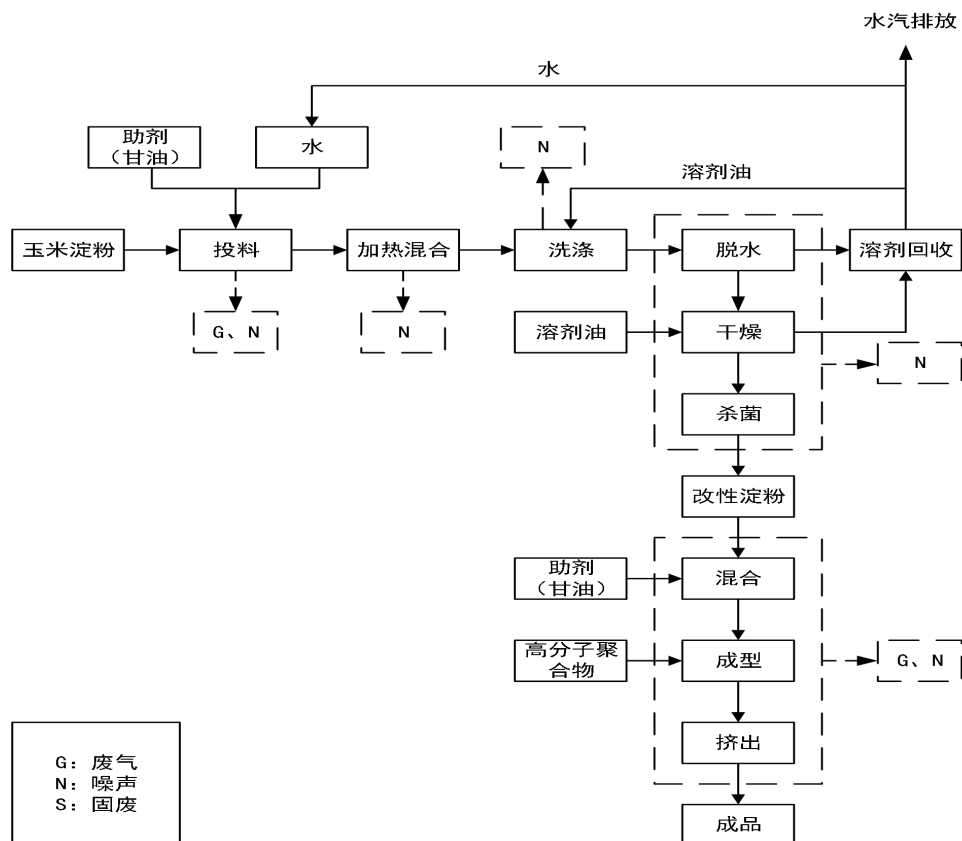 水汽排放
水
助剂
（甘油）
水
N
溶剂油
玉米淀粉
投料
加热混合
洗涤
脱水
溶剂回收
G、N
N
溶剂油
干燥
N
杀菌
改性淀粉
助剂
（甘油）
混合
高分子聚
合物
成型
G、N
挤出
G：废气
N：噪声
S：固废
成品